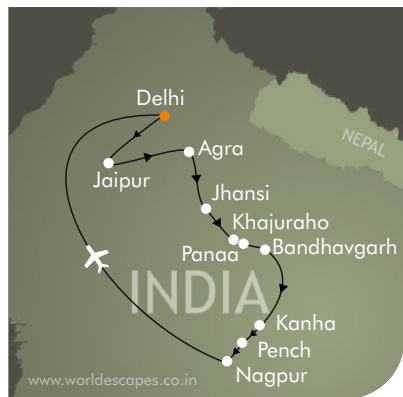 Delhi
NEPAL
Agra
Jaipur
Jhansi
Khajuraho
Panaa
Bandhavgarh
INDIA
Kanha
Pench
Nagpur
www.worldescapes.co.in